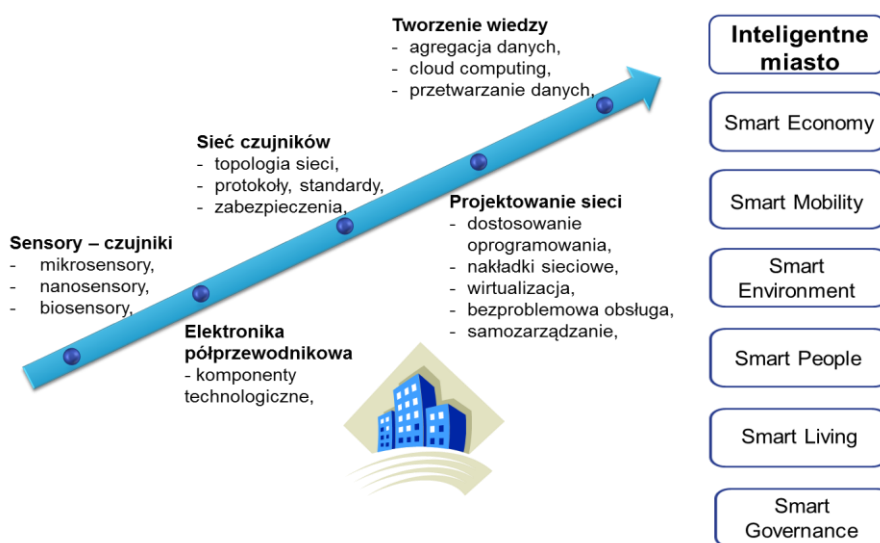 Tworzenie wiedzy
- agregacja danych,
- cloud computing,
- przetwarzanie danych,
Sieć czujników
- topologia sieci,
- protokoły, standardy,
- zabezpieczenia,
Sensory – czujniki
- mikrosensory,
- nanosensory,
- biosensory,
Elektronika
półprzewodnikowa
- komponenty
technologiczne,
Projektowanie sieci
- dostosowanie
oprogramowania,
- nakładki sieciowe,
- wirtualizacja,
- bezproblemowa obsługa,
- samozarządzanie,
Inteligentne
miasto
Smart Economy
Smart Mobility
Smart
Environment
Smart People
Smart Living
Smart
Governance